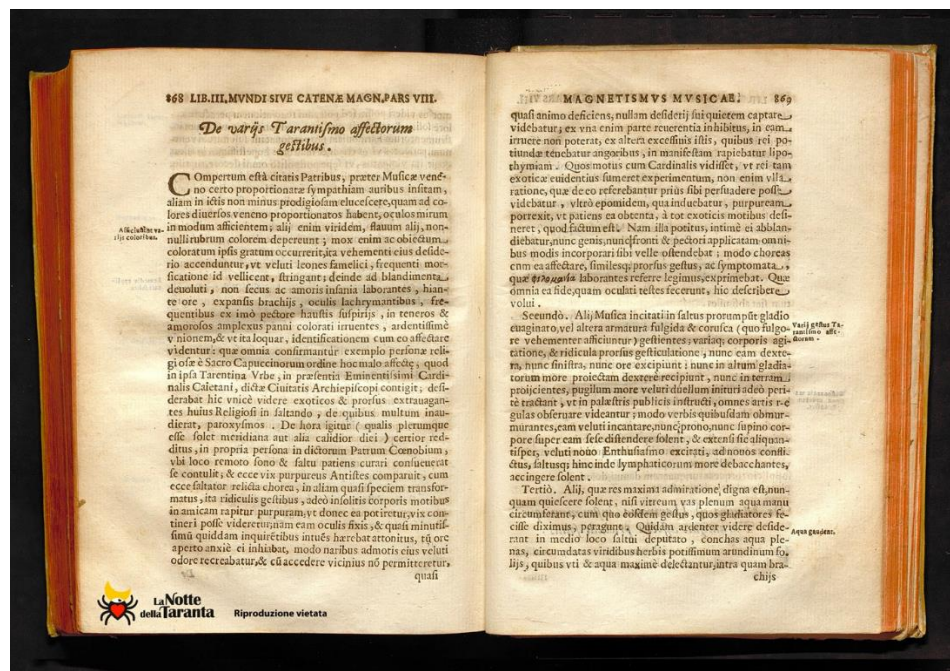 868 LIB.III.MVNDI SIVE CATENÆ MAGN.PARS VIII.
De varijs Tarantiſmo affectorum
geſtibus.
COmpertum eſt à citatis Patribus, præter Muſicæ vené-
no certo proportionatæ ſympathiam auribus inſitam,
aliam in ictis non minus prodigioſam eluceſcere, quam ad co-
lores diuerſos veneno proportionatos habent, oculos mirum
in modum afficientem; alij enim viridem, flauum alij, non-
nulli rubrum colorem depereunt; mox enim ac obiectum
coloratum ipſis gratum occurrerit, ita vehementi eius deſide-
rio accenduntur, vt veluti leones famelici, frequenti mor-
ſicatione id vellicent, ſtringant; deinde ad blandimenta
deuoluti, non ſecus ac amoris inſania laborantes, hian-
te ore, expanſis brachijs, oculis lachrymantibus, fre-
quentibus ex imó pectore hauſtis ſuſpirijs, in teneros &
amoroſos amplexus panni colorati irruentes, ardentiſſimè
vnionem, & vt ita loquar, identificationem cum eo affectare
videntur: quæ omnia confirmantur exemplo perſonæ reli-
gioſæ è Sacro Capuccinorum ordine hoc malo affectę, quod
in ipſa Tarentina Vrbe, in præſentia Eminentiſſimi Cardi-
nalis Caietani, dictæ Ciuitatis Archiepiſcopi contigit; deſi-
derabat hic vnicè videre exoticos & prorſus extrauagan-
tes huius Religioſi in ſaltando, de quibus multum inau-
dierat, paroxyſmos. De hora igitur (qualis plerumque
eſſe ſolet meridiana aut alia calidior diei) certior red-
ditus, in propria perſona in dictorum Patrum Cœnobium,
vbi loco remoto ſono & ſaltu patiens curari conſueuerat
ſe contulit; & ecce vix purpureus Antiſtes comparuit, cum
ecce ſaltator relicta chorea, in aliam quaſi ſpeciem transfor-
matus, ita ridiculis geſtibus, adeò inſolitis corporis motibus
in amicam rapitur purpuram, vt donec ea potiretur, vix con-
tineri poſſe videretur; nam eam oculis fixis, & quaſi minutiſ-
ſimũ quiddam inquirētibus intuēs hærebat attonitus, tũ ore
aperto anxiè ei inhiabat, modo naribus admotis eius veluti
odore recreabatur, & cũ accedere vicinius nõ permitteretur,
quaſi
lijs coloribus.
MAGNETISMVS MVSICAE. 869
quaſi animo deficiens, nullam deſiderij ſui quietem captare
videbatur; ex vna enim parte reuerentia inhibitus, in eam
irruere non poterat, ex altera exceſſiuis iſtis, quibus rei po-
tiundæ tenebatur angoribus, in manifeſtam rapiebatur lipo-
thymiam. Quos motus cum Cardinalis vidiſſet, vt rei tam
exoticæ euidentius ſumeret experimentum, non enim vlla
ratione, quæ de eo referebantur priùs ſibi perſuadere poſſe
videbatur, vltrò epomidem, qua induebatur, purpuream
porrexit, vt patiens ea obtenta, à tot exoticis motibus deſi-
neret, quod factum eſt. Nam illa potitus, intimè ei abblan-
diebatur, nunc genis, nunc fronti & pectori applicatam omni-
bus modis incorporari ſibi velle oſtendebat; modo choreas
cum ea affectare, ſimileſq; prorſus geſtus, ac ſymptomata,
quæ laborantes referre legimus, exprimebat. Quæ
omnia ea fide, quam oculati teſtes fecerunt, hic deſcribere
volui.
Secundò. Alij Muſica incitati in ſaltus prorumpũt gladio
euaginato, vel altera armatura fulgida & coruſca (quo fulgo-
re vehementer afficiuntur) geſtientes; variaq; corporis agi-
tatione, & ridicula prorſus geſticulatione, nunc eam dexte-
ra, nunc ſiniſtra, nunc ore excipiunt; nunc in altum gladia-
torum more proiectam dexterè recipiunt, nunc in terram
proijcientes, pugilum more veluti duellum inituri adeò peri-
tè tractant, vt in palæſtris publicis inſtructi, omnes artis re-
gulas obſeruare videantur; modo verbis quibuſdam obmur-
murantes, eam veluti incantare, nunc prono, nunc ſupino cor-
pore ſuper eam ſeſe diſtendere ſolent, & extenſi ſic aliquan-
tiſper, veluti nouo Enthuſiaſmo excitati, ad nouos conſli-
ctus, ſaltuſq; hinc inde lymphaticorum more debacchantes,
accingere ſolent.
Tertiò. Alij, quæ res maxima admiratione digna eſt, nun-
quam quieſcere ſolent, niſi vitreum vas plenum aqua manu
circumferant, cum quo eoſdem geſtus, quos gladiatores fe-
ciſſe diximus, peragunt. Quidam ardenter videre deſide-
rant in medio loco ſaltui deputato, conchas aqua ple-
nas, circumdatas viridibus herbis potiſſimum arundinum fo-
lijs, quibus vti & aqua maximè delectantur, intra quam bra-
chijs
Varij geſtus Ta-
rantiſmo affe-
ctorum.
Aqua gaudent.
La Notte
della Taranta
Riproduzione vietata